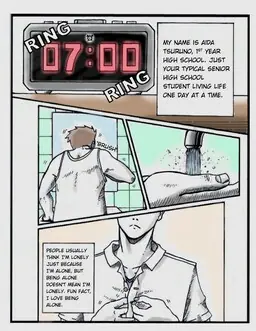 RING
07:00
RING
MY NAME IS AIDA
TSURUNO, 1ST YEAR
HIGH SCHOOL. JUST
YOUR TYPICAL SENIOR
HIGH SCHOOL
STUDENT LIVING LIFE
ONE DAY AT A TIME.
BRUSH
PEOPLE USUALLY
THINK I'M LONELY
JUST BECAUSE
I'M ALONE, BUT
BEING ALONE
DOESN'T MEAN I'M
LONELY. FUN FACT,
I LOVE BEING
ALONE.